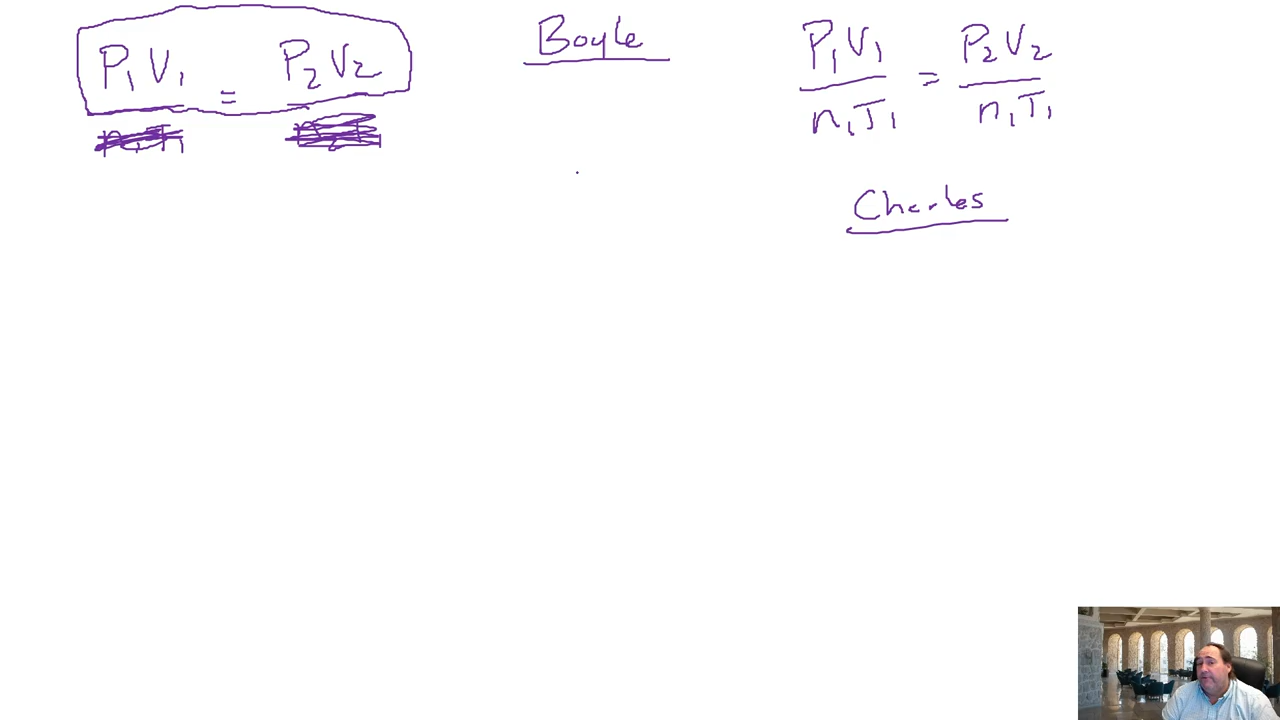 P₁V₁ = P₂V₂
Boyle
P₁V₁ / n₁T₁ = P₂V₂ / n₁T₁
Charles